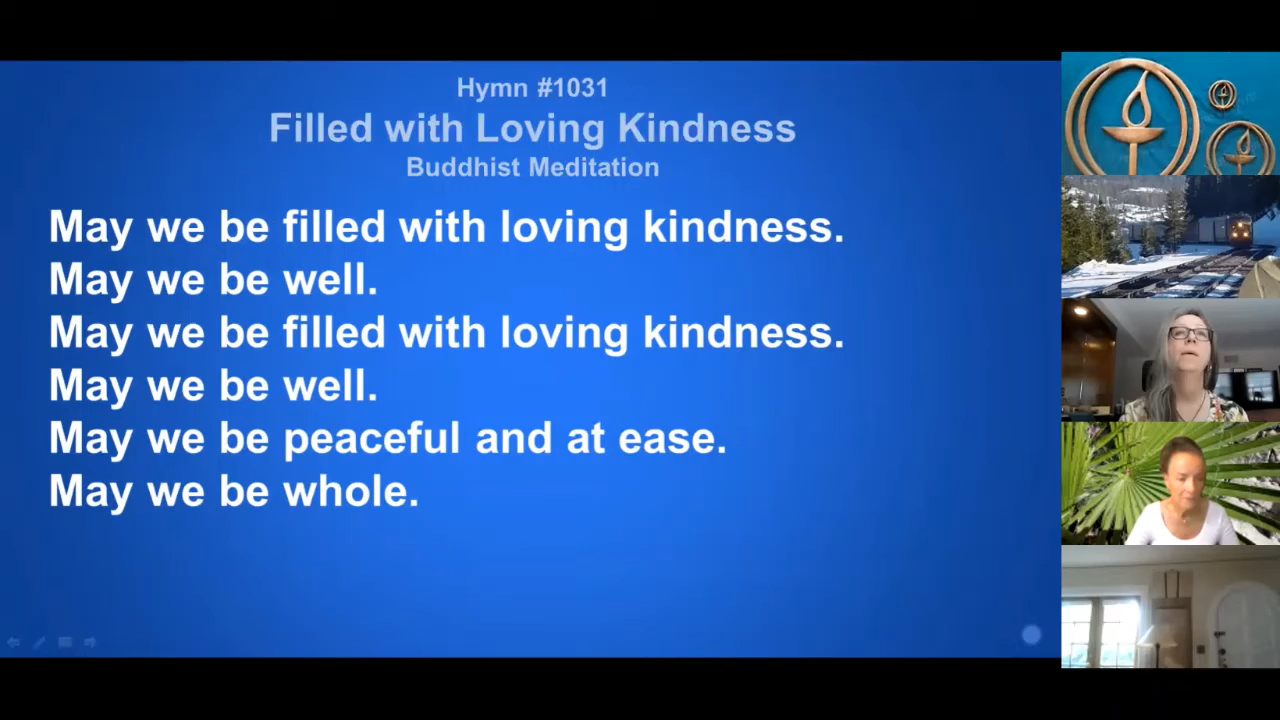 Hymn #1031
Filled with Loving Kindness
Buddhist Meditation
May we be filled with loving kindness.
May we be well.
May we be filled with loving kindness.
May we be well.
May we be peaceful and at ease.
May we be whole.